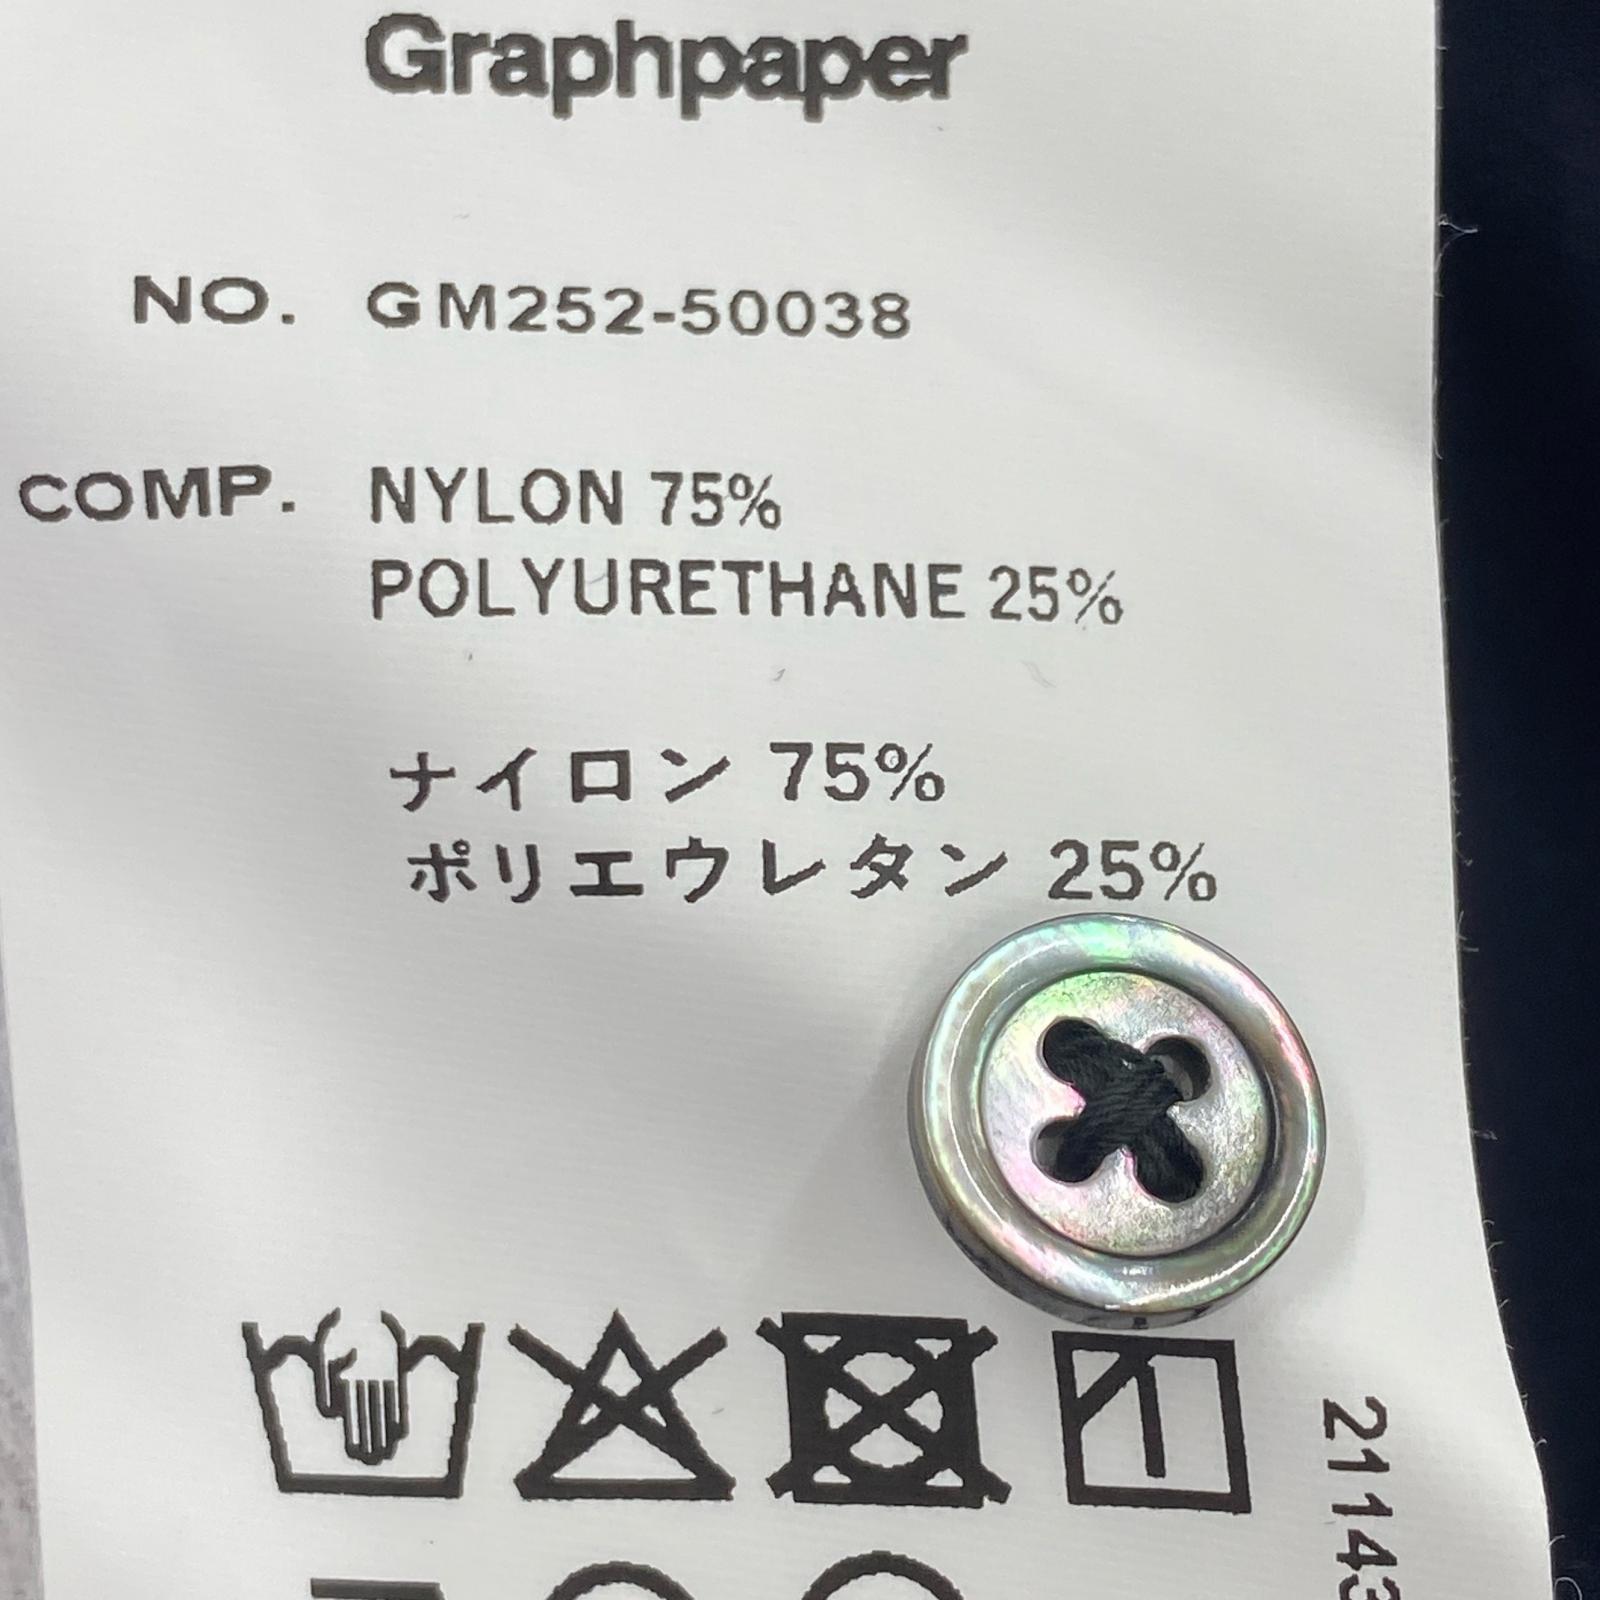 Graphpaper
NO. GM252-50038
COMP. NYLON 75%
POLYURETHANE 25%
ナイロン 75%
ポリエウレタン 25%
21143